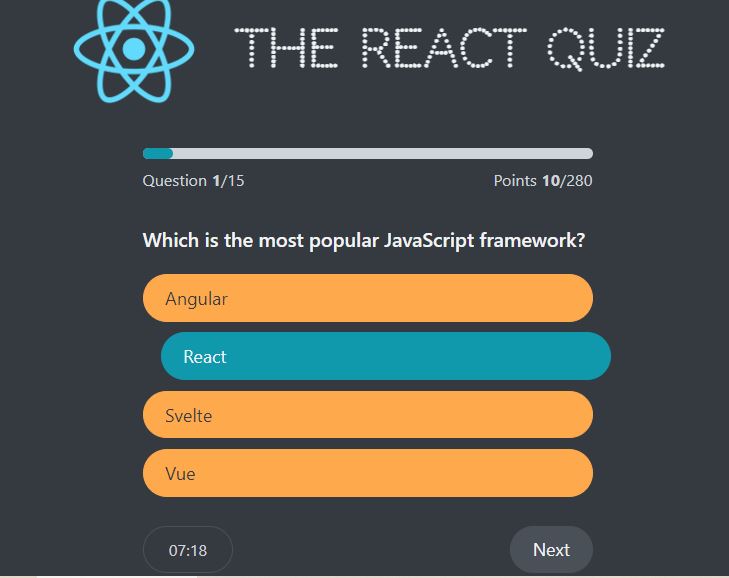 THE REACT QUIZ
Question 1/15 Points 10/280
Which is the most popular JavaScript framework?
Angular
React
Svelte
Vue
07:18 Next